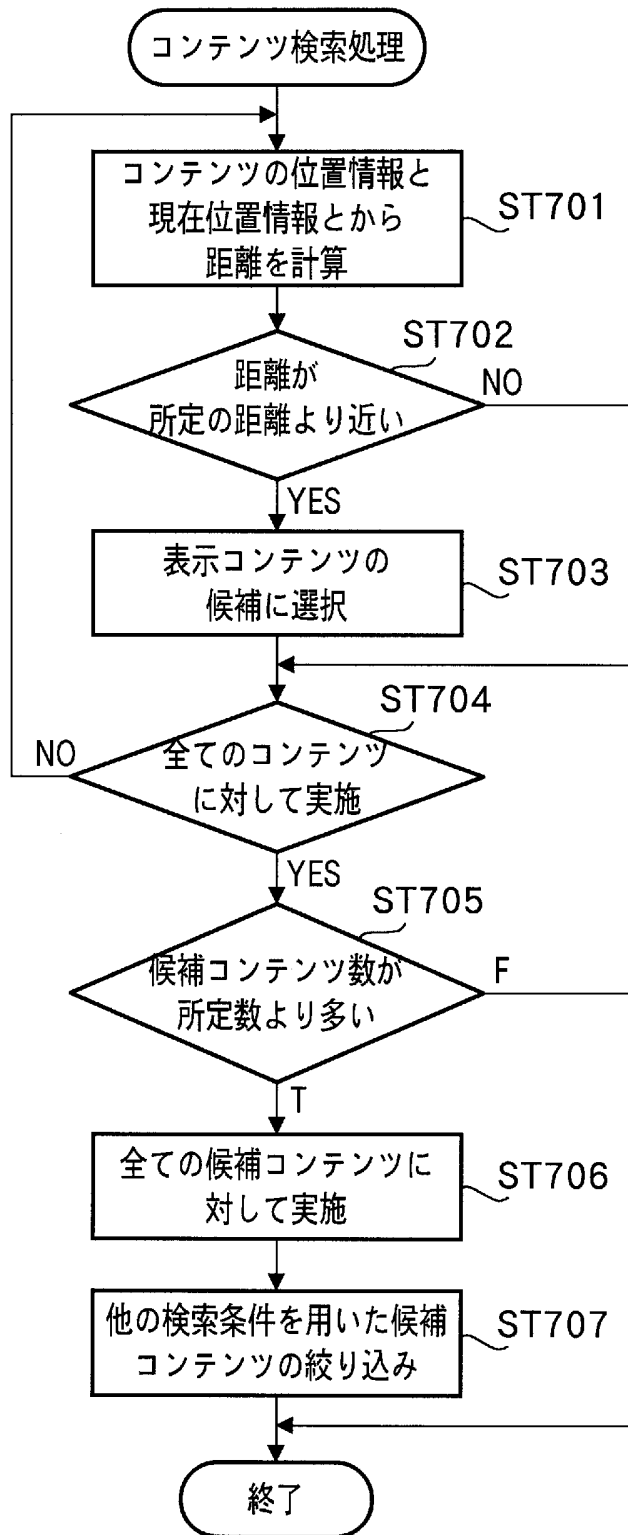 コンテンツ検索処理
コンテンツの位置情報と
現在位置情報とから
距離を計算
ST701
ST702
距離が
所定の距離より近い
NO
YES
表示コンテンツの
候補に選択
ST703
ST704
NO
全てのコンテンツ
に対して実施
YES
ST705
候補コンテンツ数が
所定数より多い
F
T
全ての候補コンテンツに
対して実施
ST706
他の検索条件を用いた候補
コンテンツの絞り込み
ST707
終了